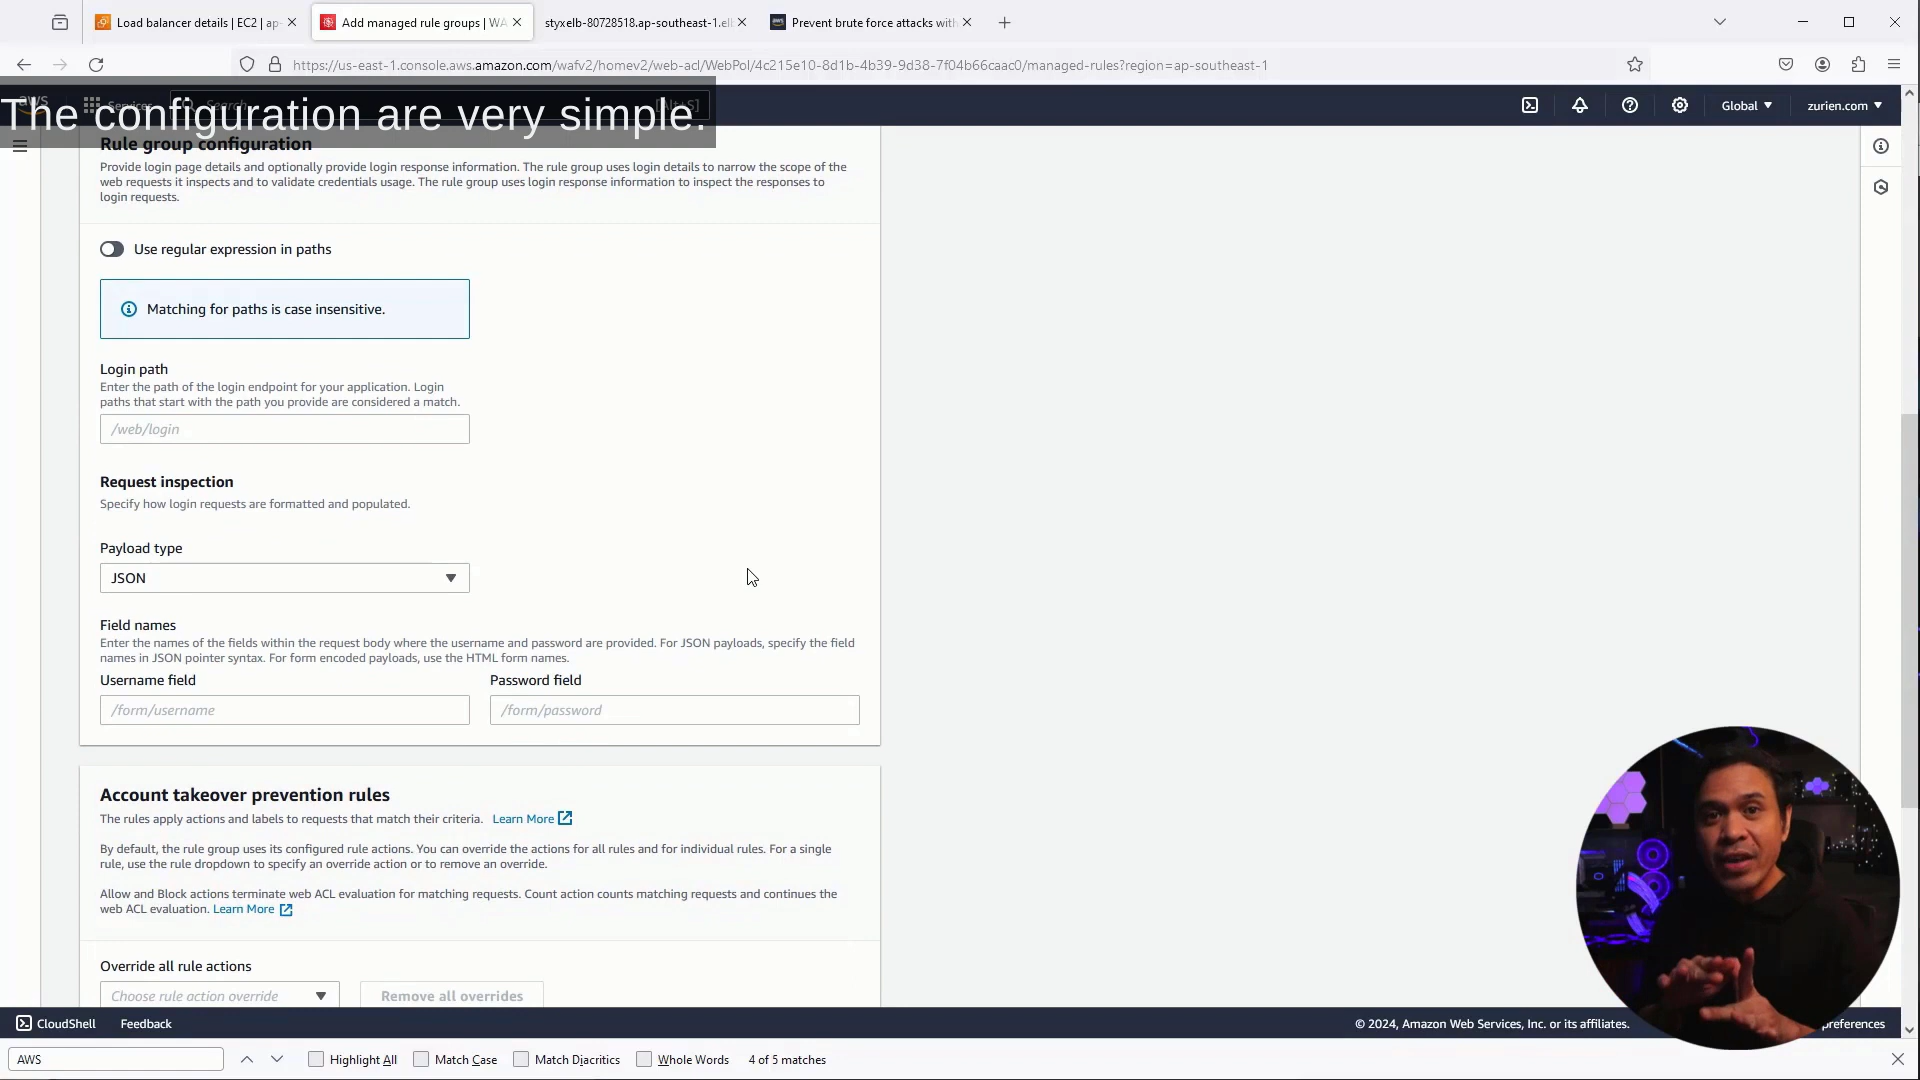 Load balancer details | EC2 | ap-
Add managed rule groups | WA
styxelb-80728518.ap-southeast-1.el
Prevent brute force attacks with
https://us-east-1.console.aws.amazon.com/wafv2/homev2/web-acl/WebPol/4c215e10-8d1b-4b39-9d38-7f04b66caac0/managed-rules?region=ap-southeast-1
aws
Services
Search
[Alt+S]
Global
zurien.com
The configuration are very simple.
Rule group configuration
Provide login page details and optionally provide login response information. The rule group uses login details to narrow the scope of the
web requests it inspects and to validate credentials usage. The rule group uses login response information to inspect the responses to
login requests.
Use regular expression in paths
Matching for paths is case insensitive.
Login path
Enter the path of the login endpoint for your application. Login
paths that start with the path you provide are considered a match.
/web/login
Request inspection
Specify how login requests are formatted and populated.
Payload type
JSON
Field names
Enter the names of the fields within the request body where the username and password are provided. For JSON payloads, specify the field
names in JSON pointer syntax. For form encoded payloads, use the HTML form names.
Username field
Password field
/form/username
/form/password
Account takeover prevention rules
The rules apply actions and labels to requests that match their criteria. Learn More
By default, the rule group uses its configured rule actions. You can override the actions for all rules and for individual rules. For a single
rule, use the rule dropdown to specify an override action or to remove an override.
Allow and Block actions terminate web ACL evaluation for matching requests. Count action counts matching requests and continues the
web ACL evaluation. Learn More
Override all rule actions
Choose rule action override
Remove all overrides
CloudShell
Feedback
© 2024, Amazon Web Services, Inc. or its affiliates.
preferences
AWS
Highlight All
Match Case
Match Diacritics
Whole Words
4 of 5 matches